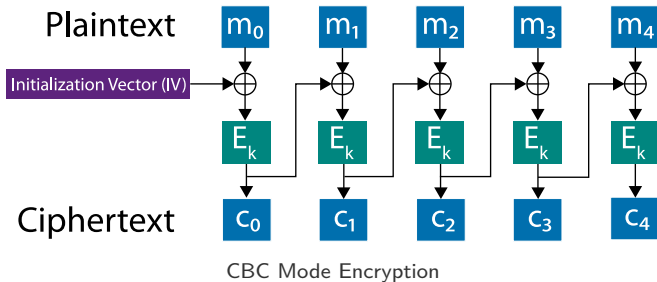 Plaintext m₀ m₁ m₂ m₃ m₄
Initialization Vector (IV)
Eₖ Eₖ Eₖ Eₖ Eₖ
Ciphertext c₀ c₁ c₂ c₃ c₄
CBC Mode Encryption